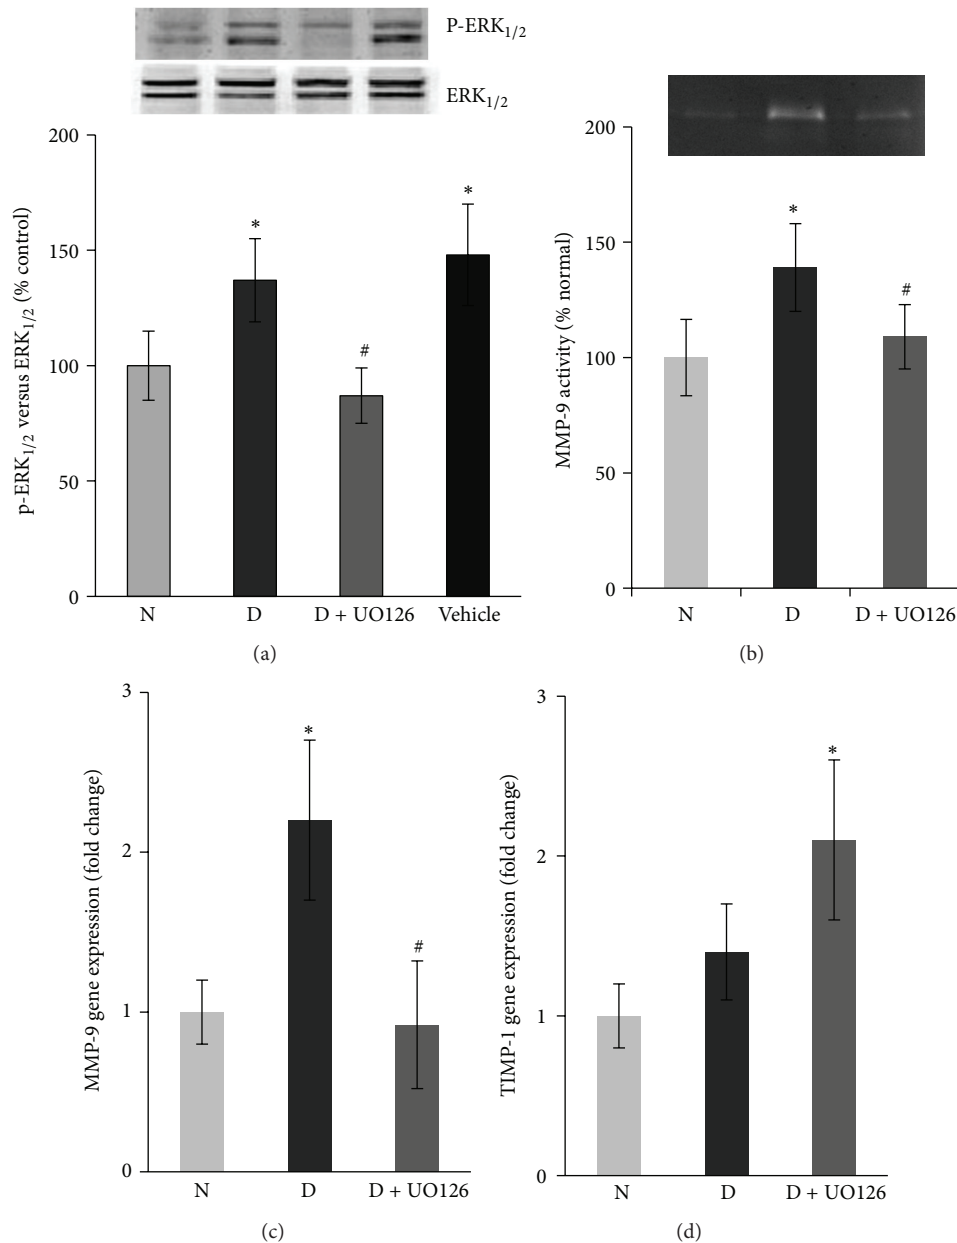 P-ERK1/2
ERK1/2
p-ERK1/2 versus ERK1/2 (% control)
200
150
100
50
0
*
#
*
N D D + UO126 Vehicle
(a)
MMP-9 activity (% normal)
200
150
100
50
0
*
#
N D D + UO126
(b)
MMP-9 gene expression (fold change)
3
2
1
0
*
#
N D D + UO126
(c)
TIMP-1 gene expression (fold change)
3
2
1
0
*
N D D + UO126
(d)